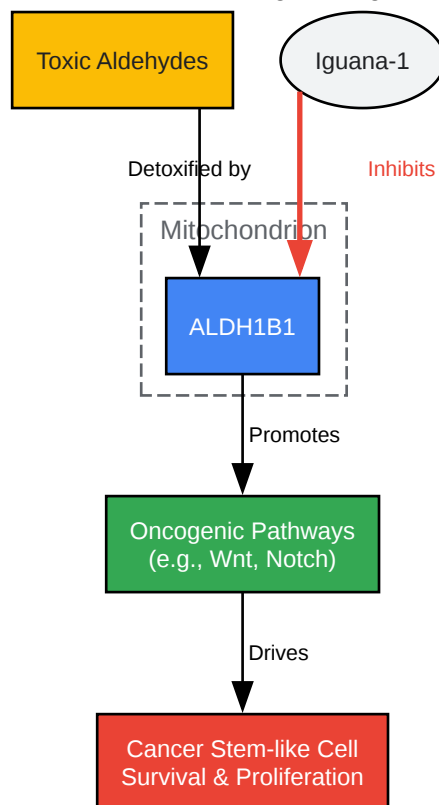 Toxic Aldehydes
Iguana-1
Detoxified by
Inhibits
Mitochondrion
ALDH1B1
Promotes
Oncogenic Pathways
(e.g., Wnt, Notch)
Drives
Cancer Stem-like Cell
Survival & Proliferation